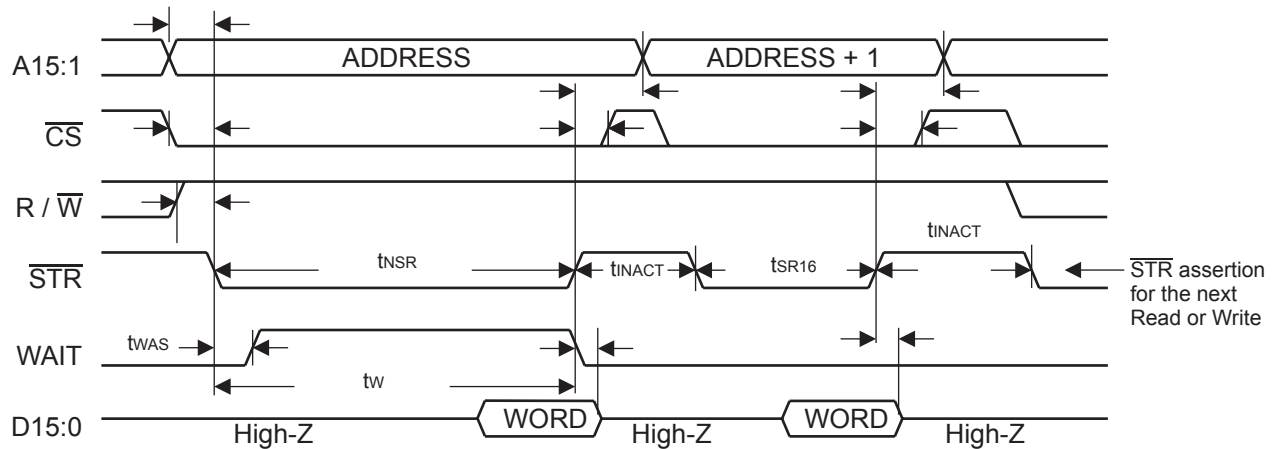 A15:1 ADDRESS ADDRESS + 1
CS
R / W
STR tNSR tINACT tSR16 tINACT
STR assertion
for the next
Read or Write
WAIT tWAS
tW
D15:0 High-Z WORD High-Z WORD High-Z